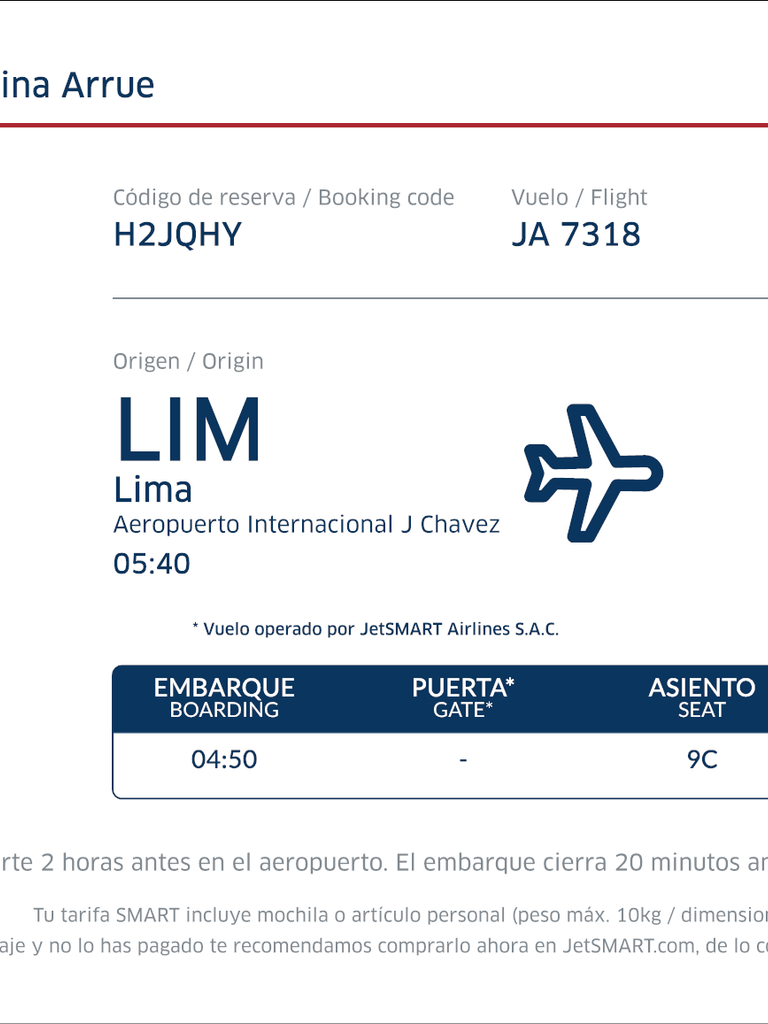 ina Arrue
Código de reserva / Booking code
H2JQHY
Vuelo / Flight
JA 7318
Origen / Origin
LIM
Lima
Aeropuerto Internacional J Chavez
05:40
* Vuelo operado por JetSMART Airlines S.A.C.
EMBARQUE PUERTA* ASIENTO
BOARDING GATE* SEAT
04:50 - 9C
rte 2 horas antes en el aeropuerto. El embarque cierra 20 minutos an
Tu tarifa SMART incluye mochila o artículo personal (peso máx. 10kg / dimension
aje y no lo has pagado te recomendamos comprarlo ahora en JetSMART.com, de lo co